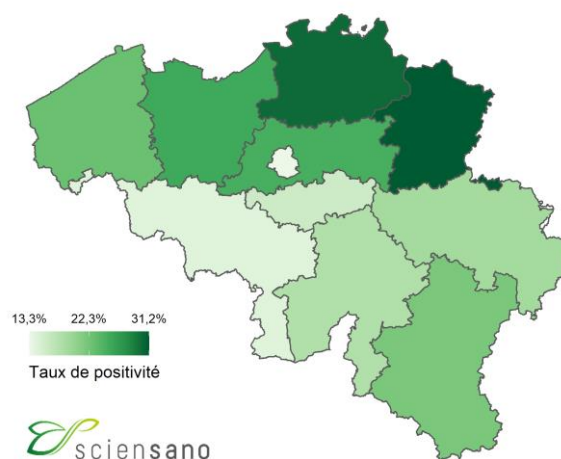 13,3% 22,3% 31,2%
Taux de positivité
sciensano